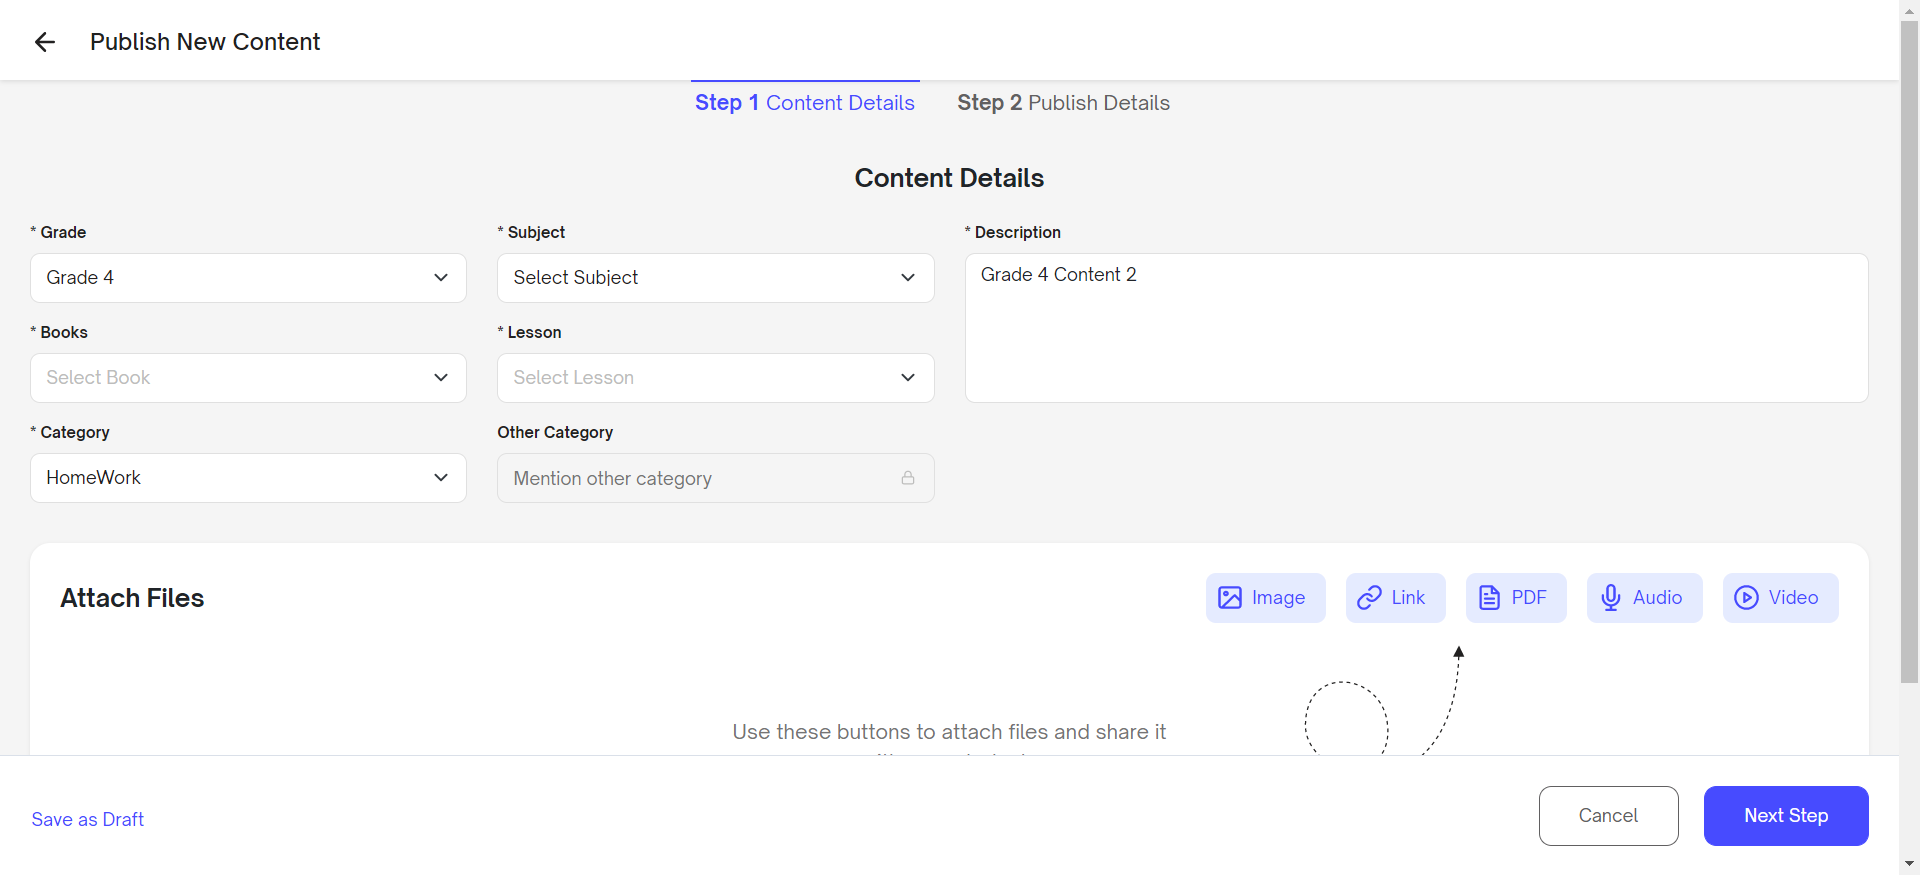 Publish New Content
Step 1 Content Details
Step 2 Publish Details
Content Details
* Grade
* Subject
* Description
Grade 4
Select Subject
Grade 4 Content 2
* Books
* Lesson
Select Book
Select Lesson
* Category
Other Category
HomeWork
Mention other category
Attach Files
Image
Link
PDF
Audio
Video
Use these buttons to attach files and share it
Save as Draft
Cancel
Next Step